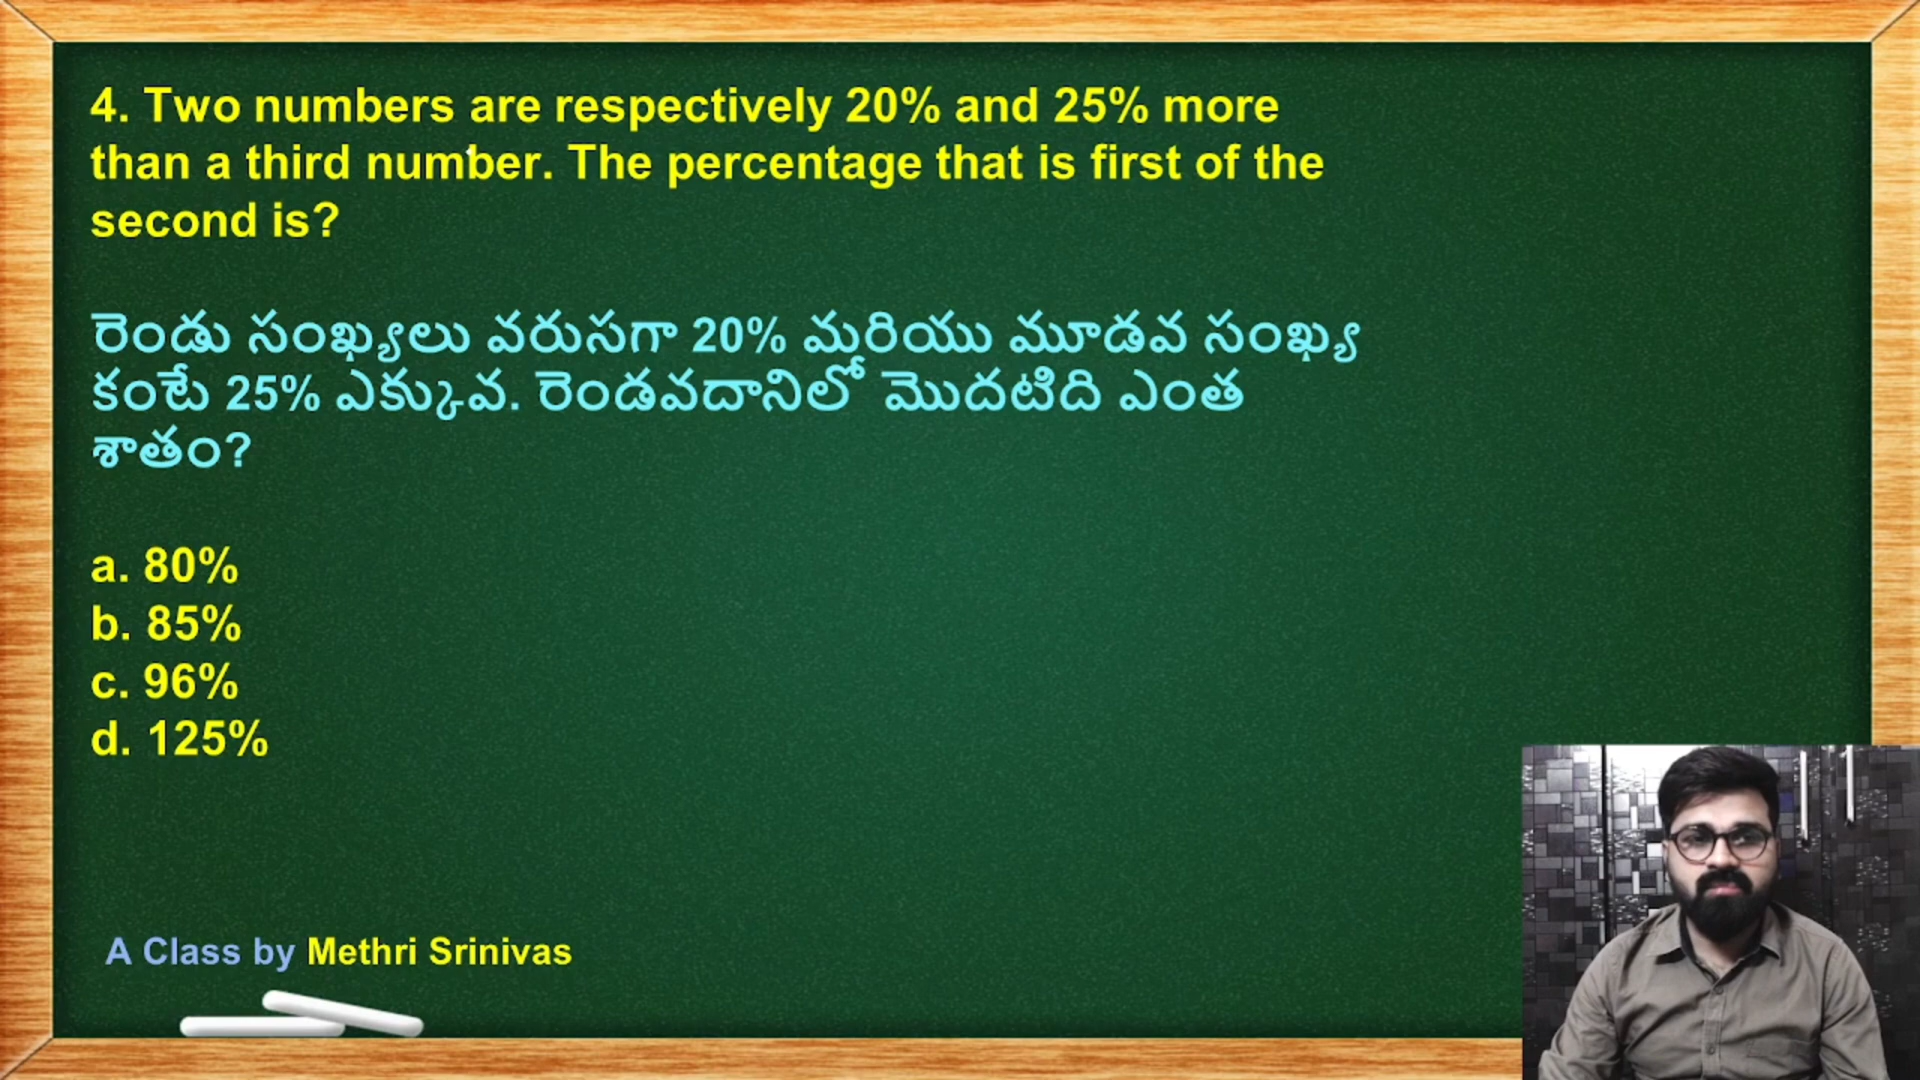 4. Two numbers are respectively 20% and 25% more
than a third number. The percentage that is first of the
second is?
రెండు సంఖ్యలు వరుసగా 20% మరియు మూడవ సంఖ్య
కంటే 25% ఎక్కువ. రెండవదానిలో మొదటిది ఎంత
శాతం?
a. 80%
b. 85%
c. 96%
d. 125%
A Class by Methri Srinivas